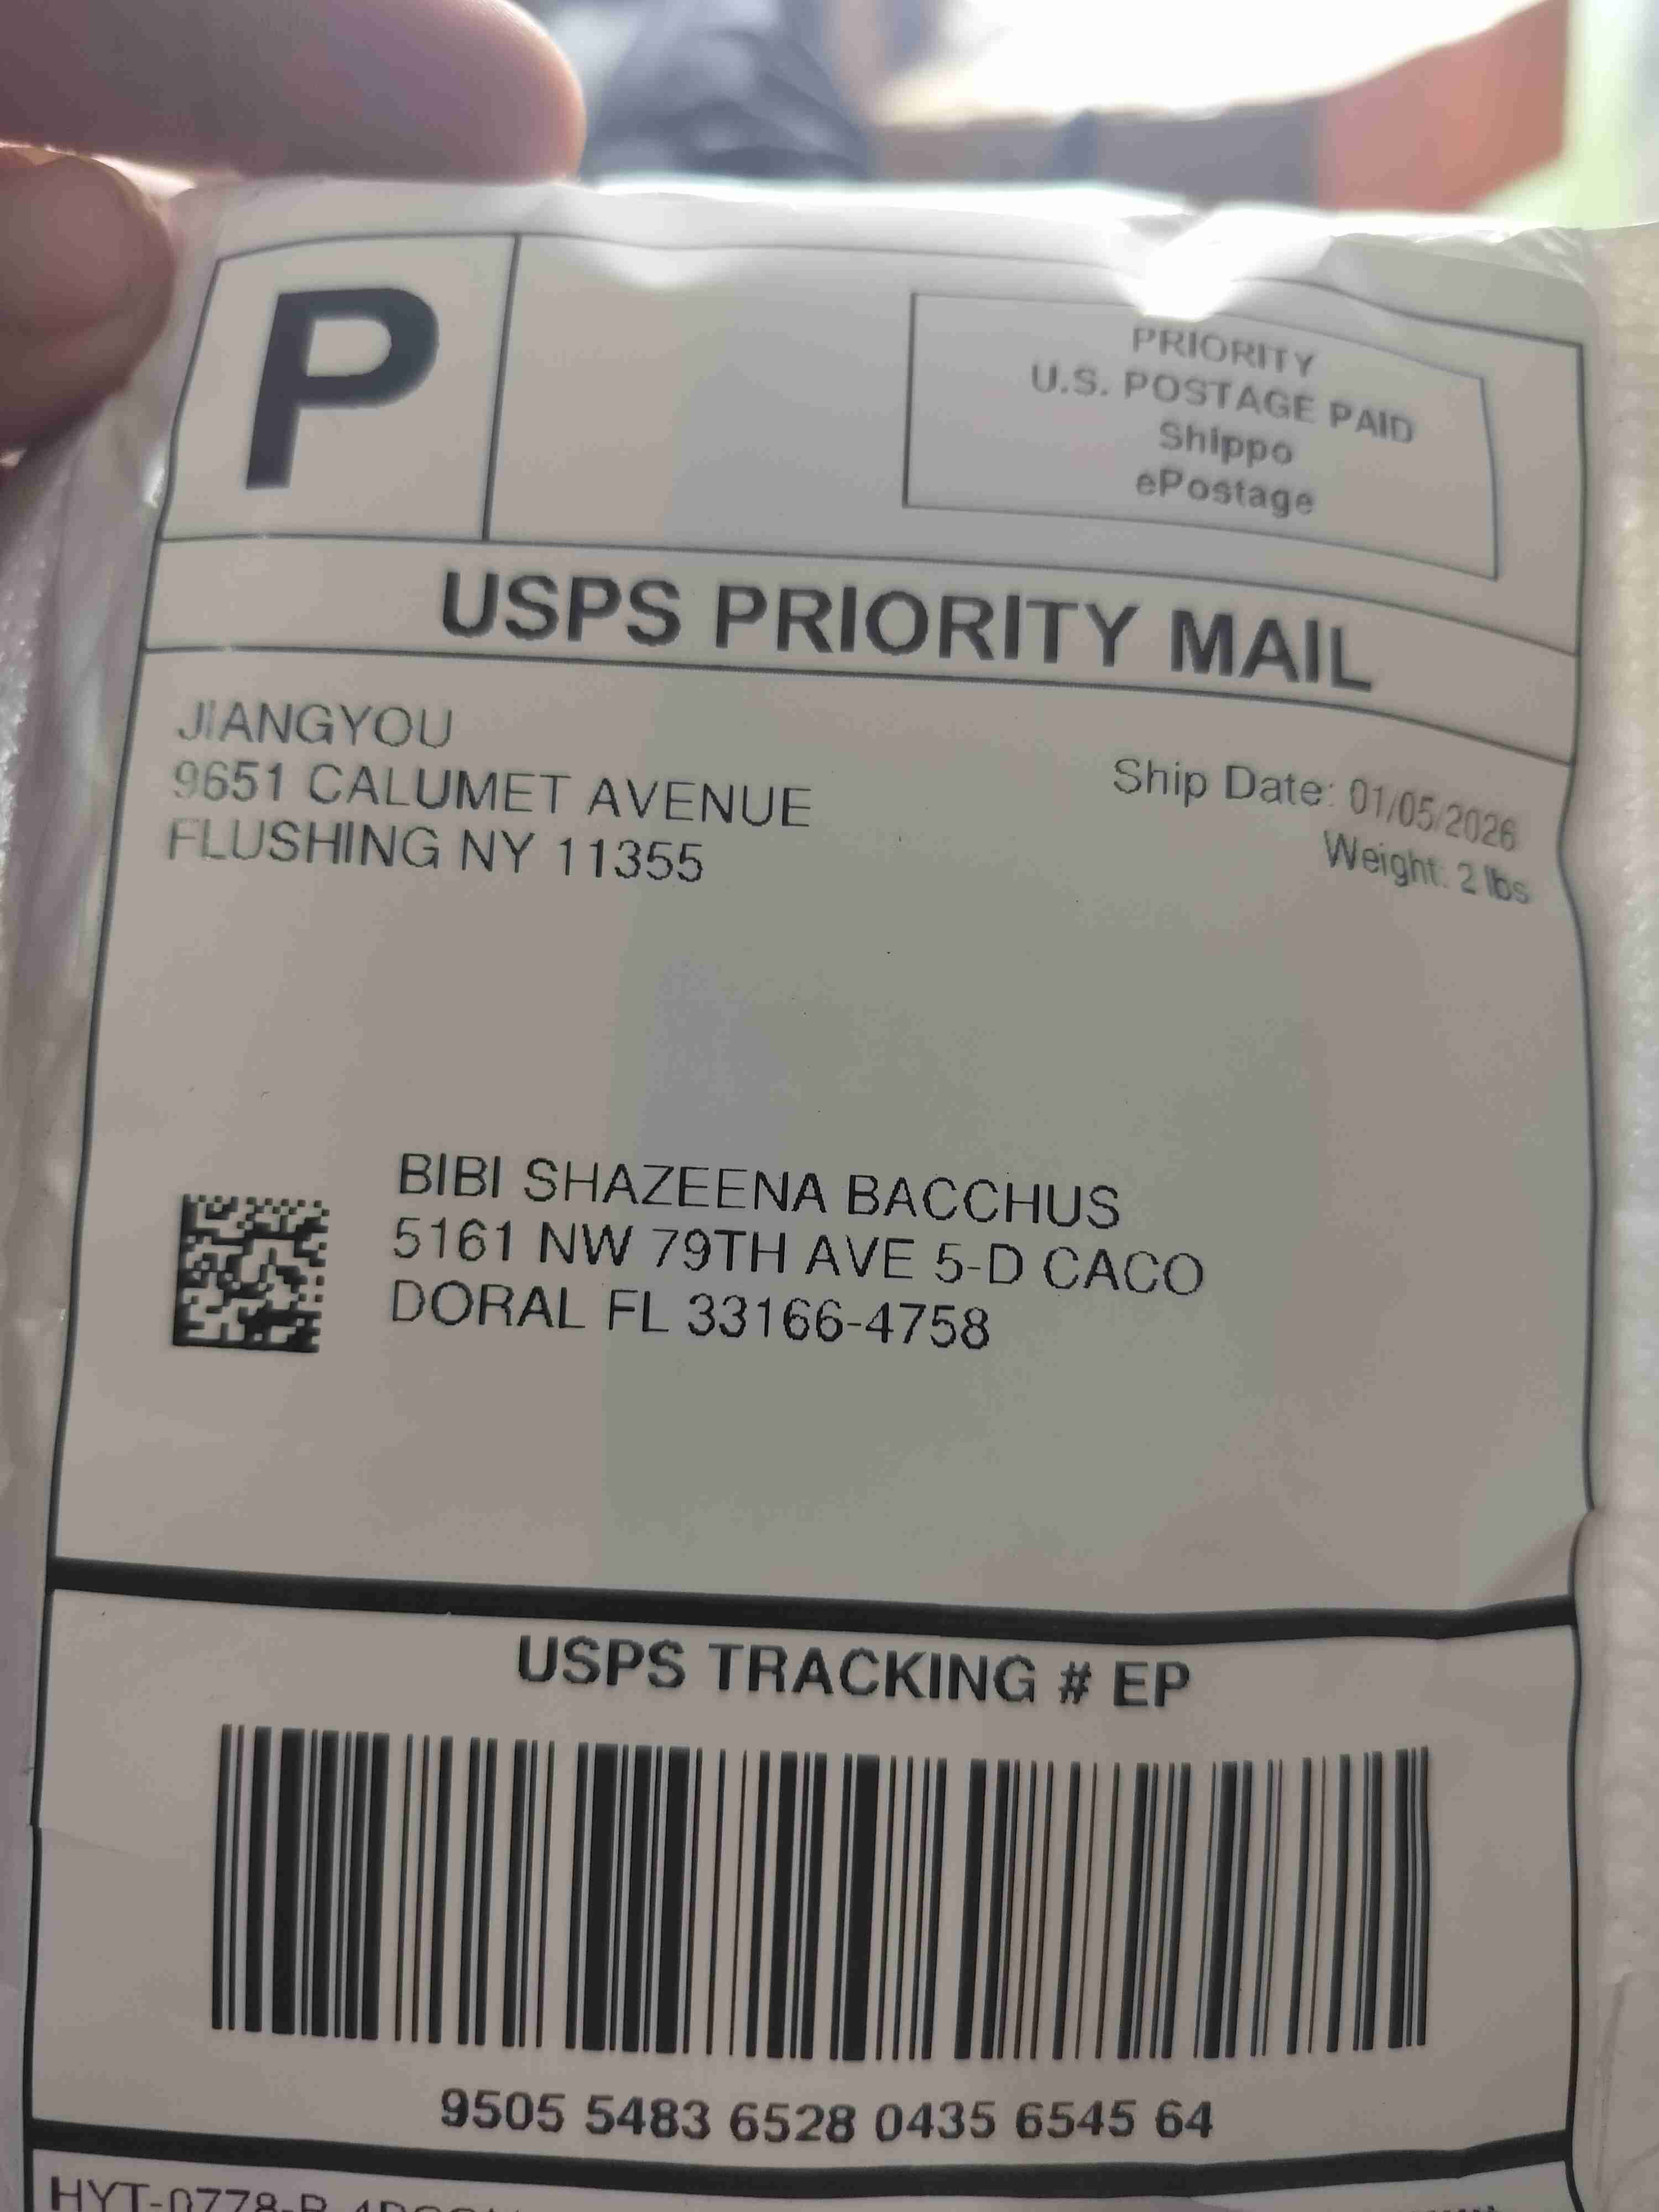 P
PRIORITY
U.S. POSTAGE PAID
Shippo
ePostage
USPS PRIORITY MAIL
JIANGYOU
9651 CALUMET AVENUE
FLUSHING NY 11355
Ship Date: 01/05/2026
Weight: 2 lbs
BIBI SHAZEENA BACCHUS
5161 NW 79TH AVE 5-D CACO
DORAL FL 33166-4758
USPS TRACKING # EP
9505 5483 6528 0435 6545 64